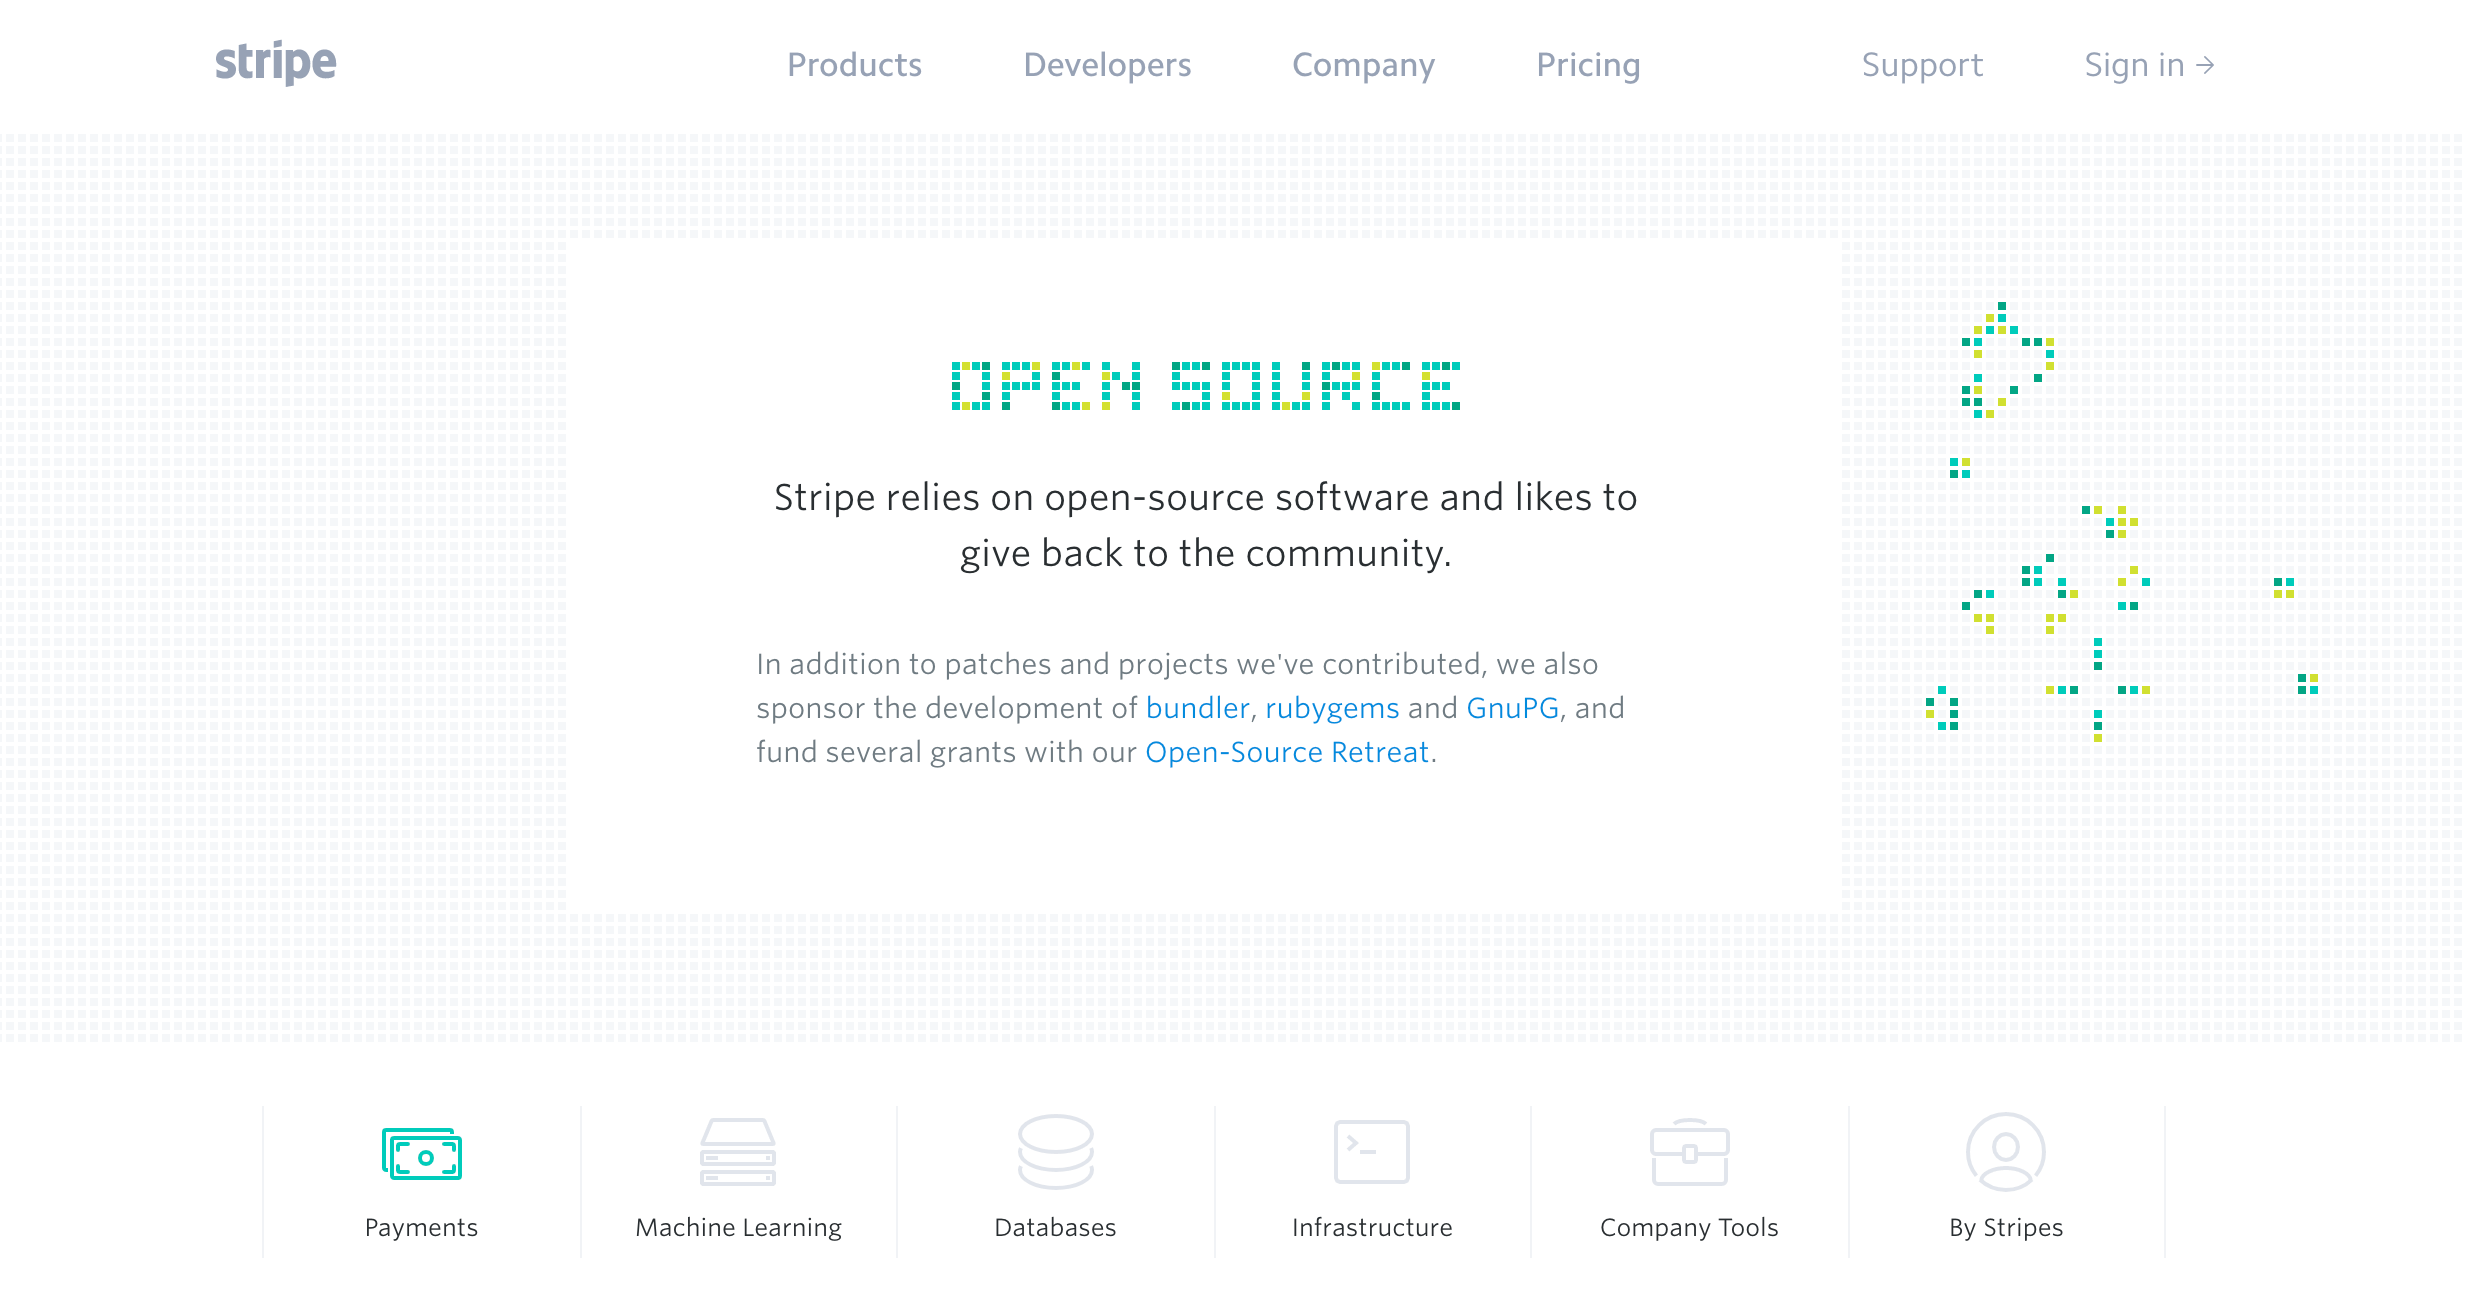 stripe
Products
Developers
Company
Pricing
Support
Sign in →
OPEN SOURCE
Stripe relies on open-source software and likes to
give back to the community.
In addition to patches and projects we've contributed, we also
sponsor the development of bundler, rubygems and GnuPG, and
fund several grants with our Open-Source Retreat.
Payments
Machine Learning
Databases
Infrastructure
Company Tools
By Stripes